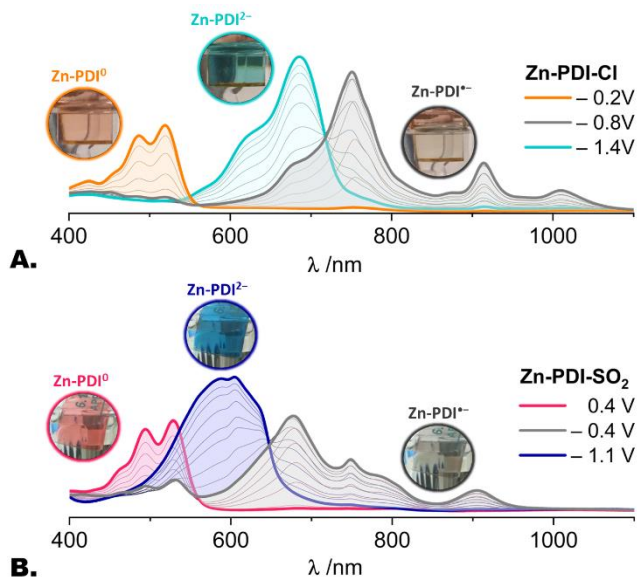 Zn-PDI²⁻
Zn-PDI⁰
Zn-PDI•⁻
Zn-PDI-Cl
– 0.2V
– 0.8V
– 1.4V
400 600 800 1000
λ /nm
A.
Zn-PDI²⁻
Zn-PDI⁰
Zn-PDI•⁻
Zn-PDI-SO₂
0.4 V
– 0.4 V
– 1.1 V
400 600 800 1000
λ /nm
B.